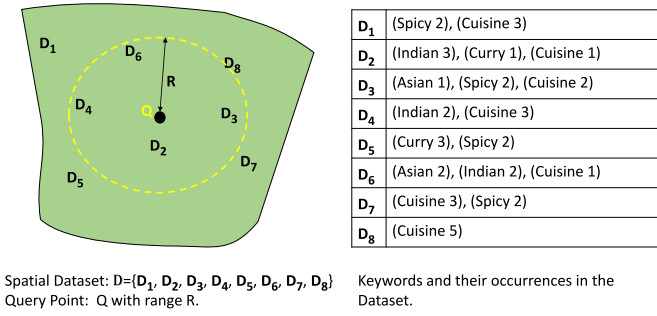 D1
D6
D8
R
D4
Q
D3
D2
D7
D5
D1 (Spicy 2), (Cuisine 3)
D2 (Indian 3), (Curry 1), (Cuisine 1)
D3 (Asian 1), (Spicy 2), (Cuisine 2)
D4 (Indian 2), (Cuisine 3)
D5 (Curry 3), (Spicy 2)
D6 (Asian 2), (Indian 2), (Cuisine 1)
D7 (Cuisine 3), (Spicy 2)
D8 (Cuisine 5)
Spatial Dataset: D={D1, D2, D3, D4, D5, D6, D7, D8}
Query Point: Q with range R.
Keywords and their occurrences in the
Dataset.